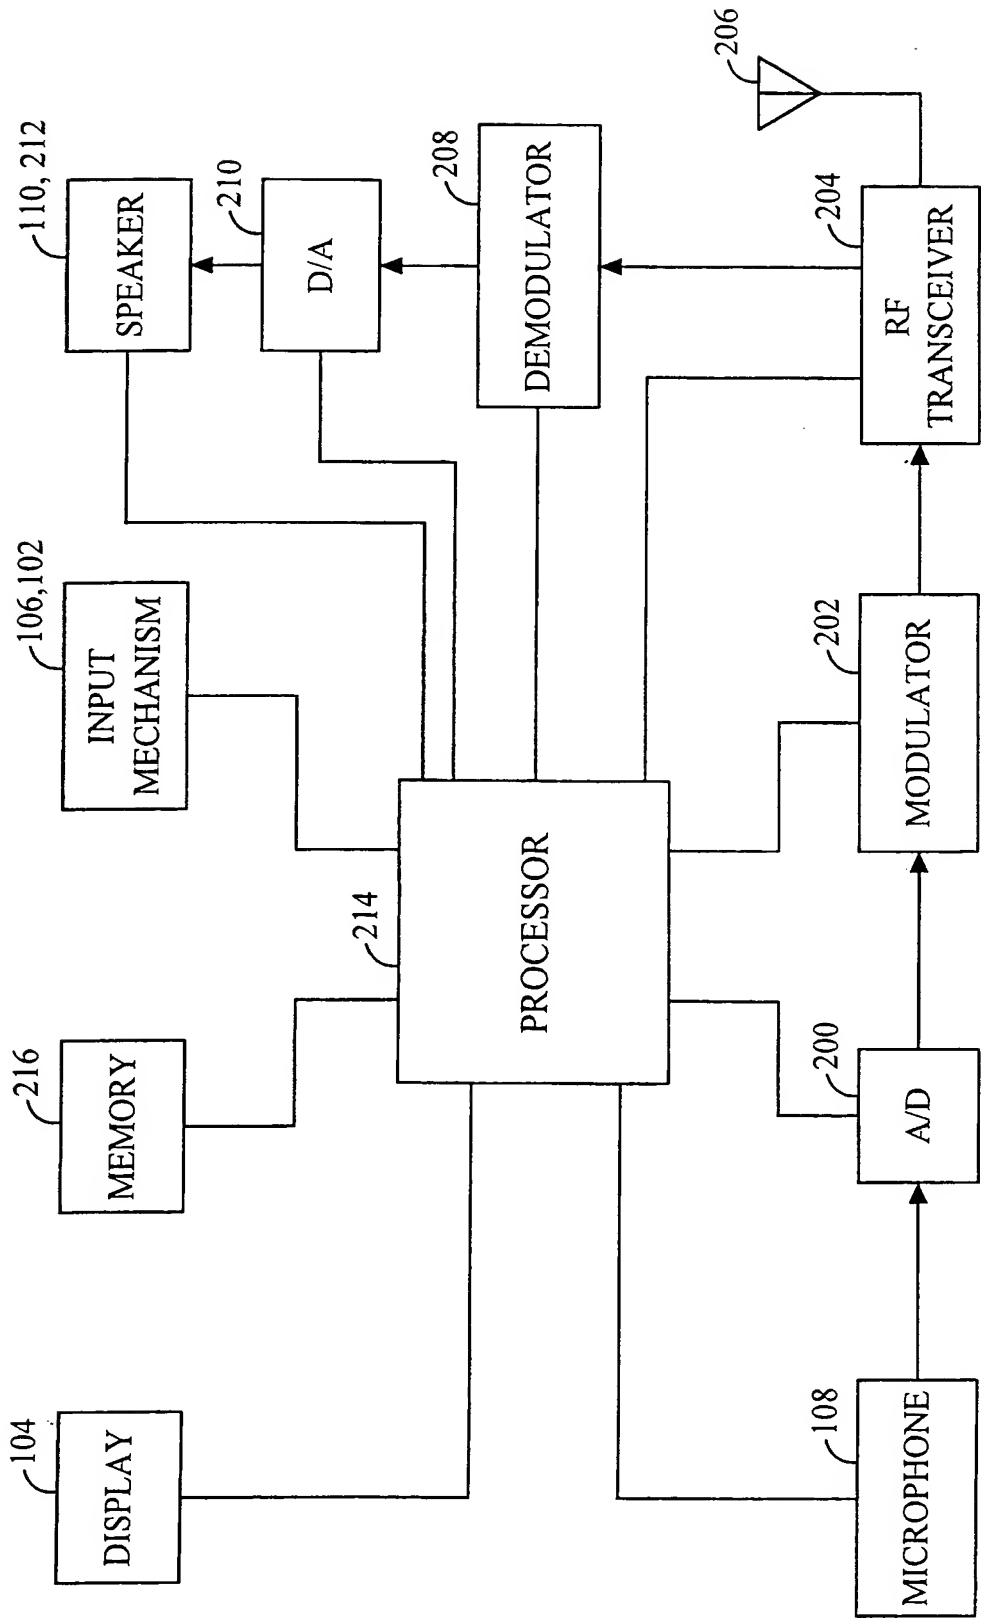 104
DISPLAY
216
MEMORY
106,102
INPUT
MECHANISM
110, 212
SPEAKER
210
D/A
208
DEMODULATOR
206
214
PROCESSOR
108
MICROPHONE
200
A/D
202
MODULATOR
204
RF
TRANSCEIVER